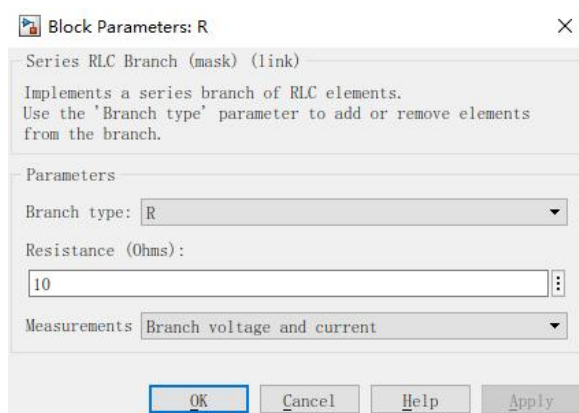 Block Parameters: R
Series RLC Branch (mask) (link)
Implements a series branch of RLC elements.
Use the 'Branch type' parameter to add or remove elements
from the branch.
Parameters
Branch type: R
Resistance (Ohms):
10
Measurements Branch voltage and current
OK Cancel Help Apply